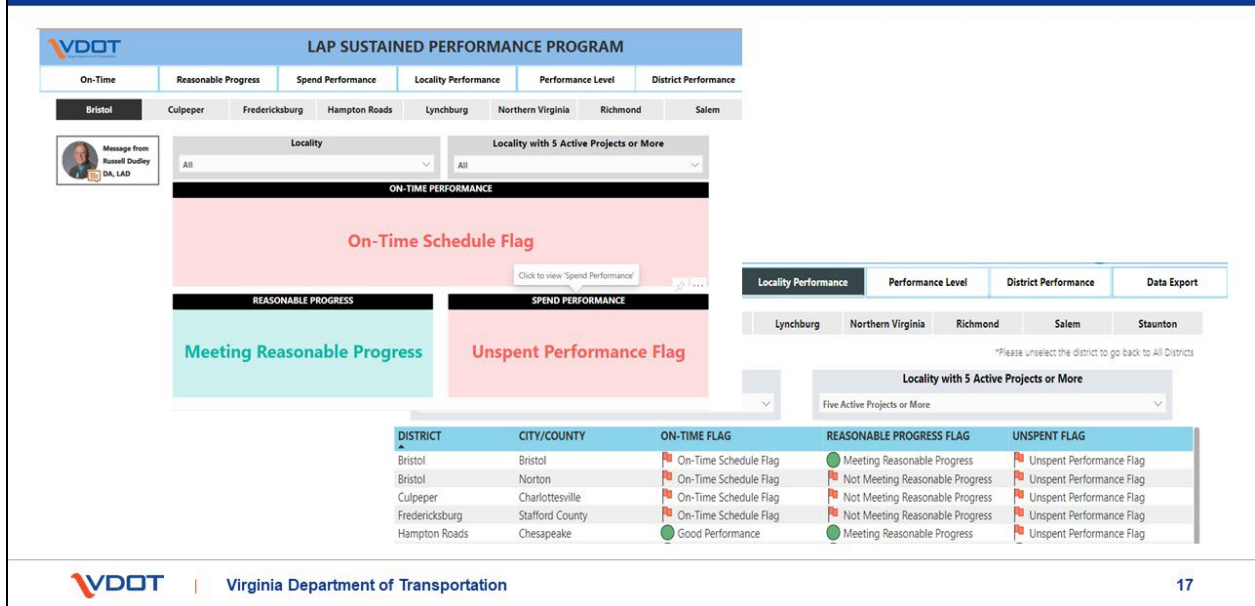 VDOT
LAP SUSTAINED PERFORMANCE PROGRAM
On-Time Reasonable Progress Spend Performance Locality Performance Performance Level District Performance
Bristol Culpeper Fredericksburg Hampton Roads Lynchburg Northern Virginia Richmond Salem
Message from
Russell Dudley
DA, LAD
Locality
All
Locality with 5 Active Projects or More
All
ON-TIME PERFORMANCE
On-Time Schedule Flag
Click to view 'Spend Performance'
REASONABLE PROGRESS
Meeting Reasonable Progress
SPEND PERFORMANCE
Unspent Performance Flag
Locality Performance Performance Level District Performance Data Export
Lynchburg Northern Virginia Richmond Salem Staunton
*Please unselect the district to go back to All Districts
Locality with 5 Active Projects or More
Five Active Projects or More
DISTRICT CITY/COUNTY ON-TIME FLAG REASONABLE PROGRESS FLAG UNSPENT FLAG
Bristol Bristol On-Time Schedule Flag Meeting Reasonable Progress Unspent Performance Flag
Bristol Norton On-Time Schedule Flag Not Meeting Reasonable Progress Unspent Performance Flag
Culpeper Charlottesville On-Time Schedule Flag Not Meeting Reasonable Progress Unspent Performance Flag
Fredericksburg Stafford County On-Time Schedule Flag Not Meeting Reasonable Progress Unspent Performance Flag
Hampton Roads Chesapeake Good Performance Meeting Reasonable Progress Unspent Performance Flag
VDOT | Virginia Department of Transportation 17